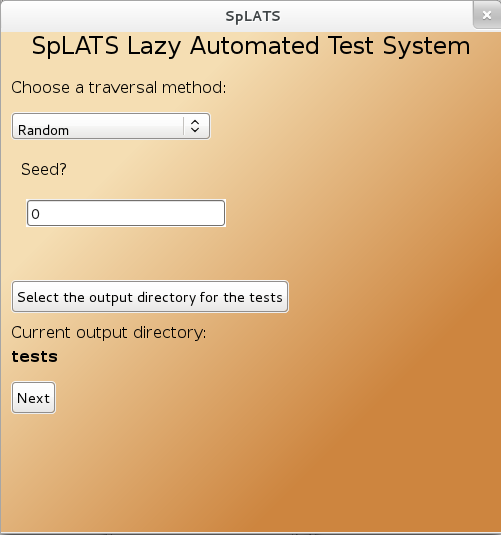 SpLATS
SpLATS Lazy Automated Test System
Choose a traversal method:
Random
Seed?
0
Select the output directory for the tests
Current output directory:
tests
Next